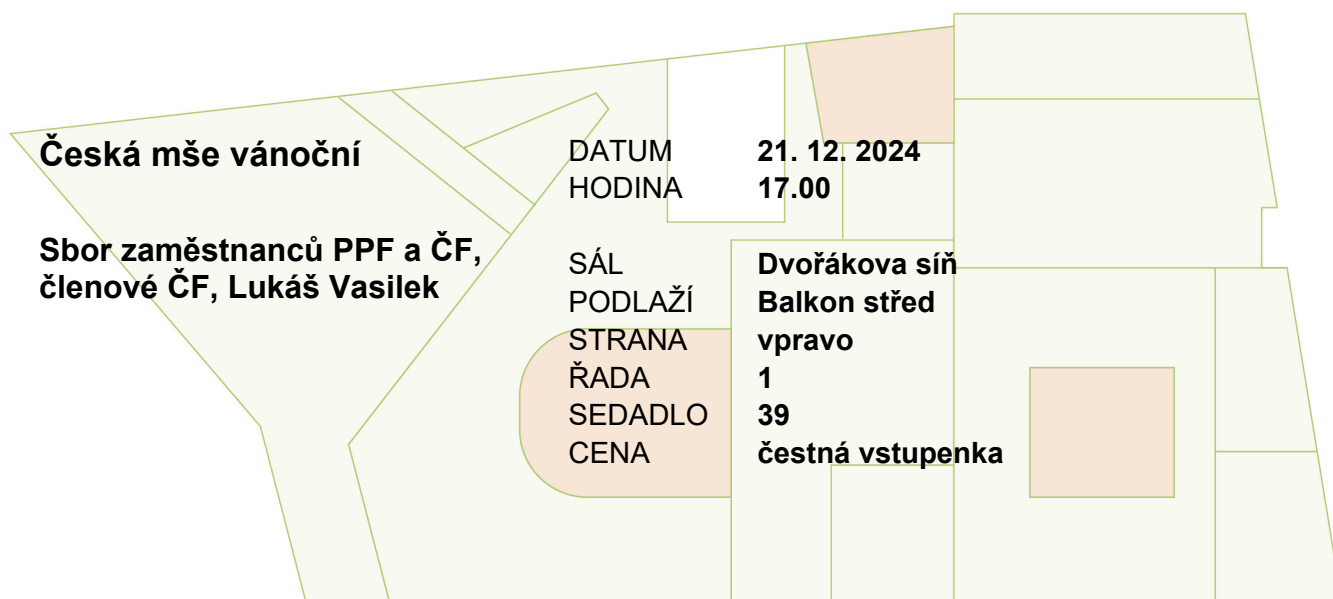 Česká mše vánoční
Sbor zaměstnanců PPF a ČF,
členové ČF, Lukáš Vasilek
DATUM 21. 12. 2024
HODINA 17.00
SÁL Dvořákova síň
PODLAŽÍ Balkon střed
STRANA vpravo
ŘADA 1
SEDADLO 39
CENA čestná vstupenka